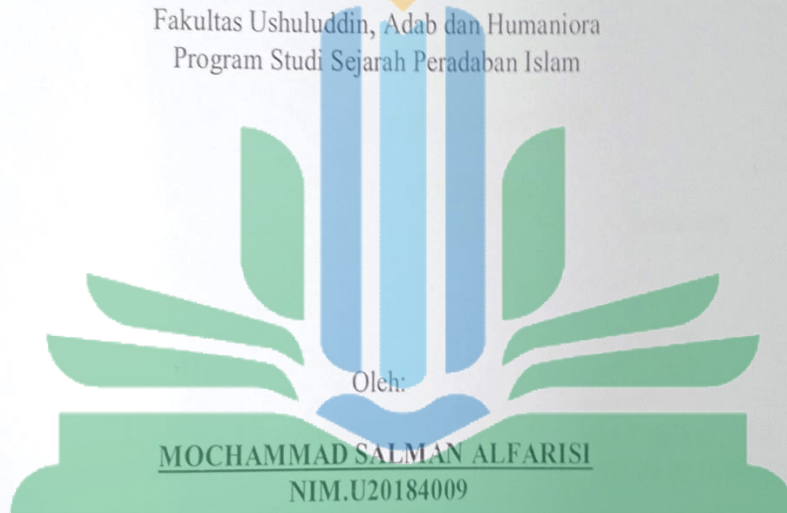 Fakultas Ushuluddin, Adab dan Humaniora
Program Studi Sejarah Peradaban Islam
Oleh:
MOCHAMMAD SALMAN ALFARISI
NIM.U20184009